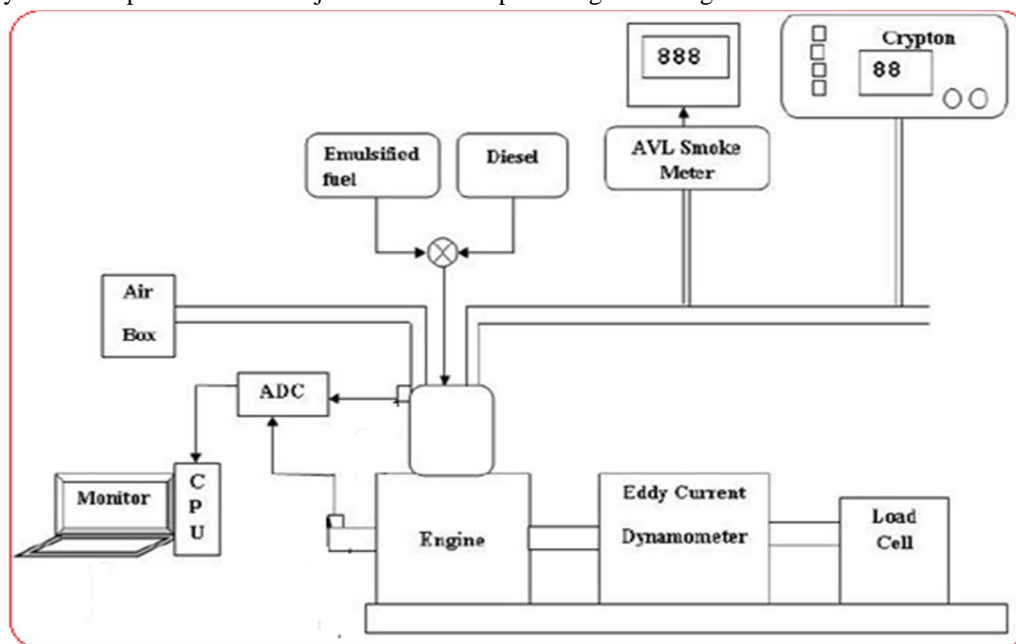 888
Crypton
88
Emulsified
fuel
Diesel
AVL Smoke
Meter
Air
Box
ADC
Monitor
C
P
U
Engine
Eddy Current
Dynamometer
Load
Cell